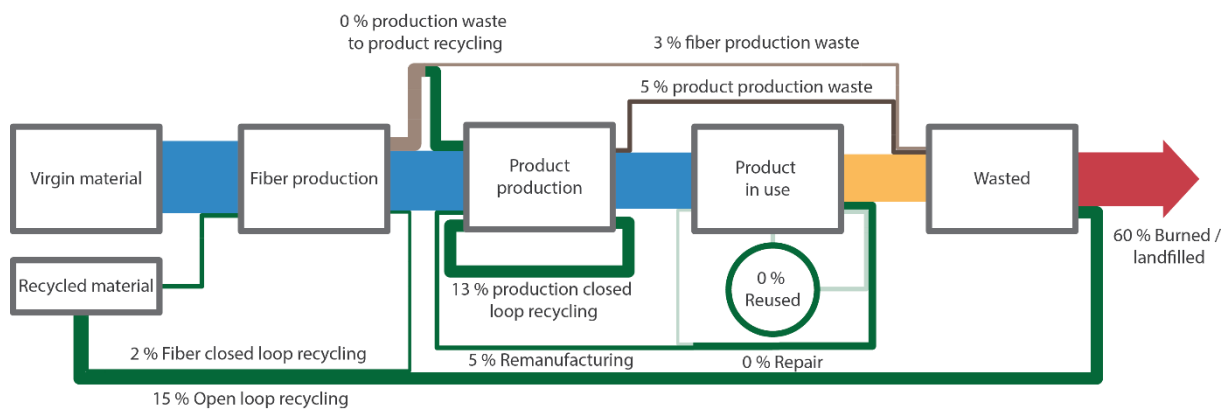 0 % production waste
to product recycling
3 % fiber production waste
5 % product production waste
Virgin material
Fiber production
Product
production
Product
in use
Wasted
60 % Burned /
landfilled
Recycled material
13 % production closed
loop recycling
0 %
Reused
2 % Fiber closed loop recycling
5 % Remanufacturing
0 % Repair
15 % Open loop recycling